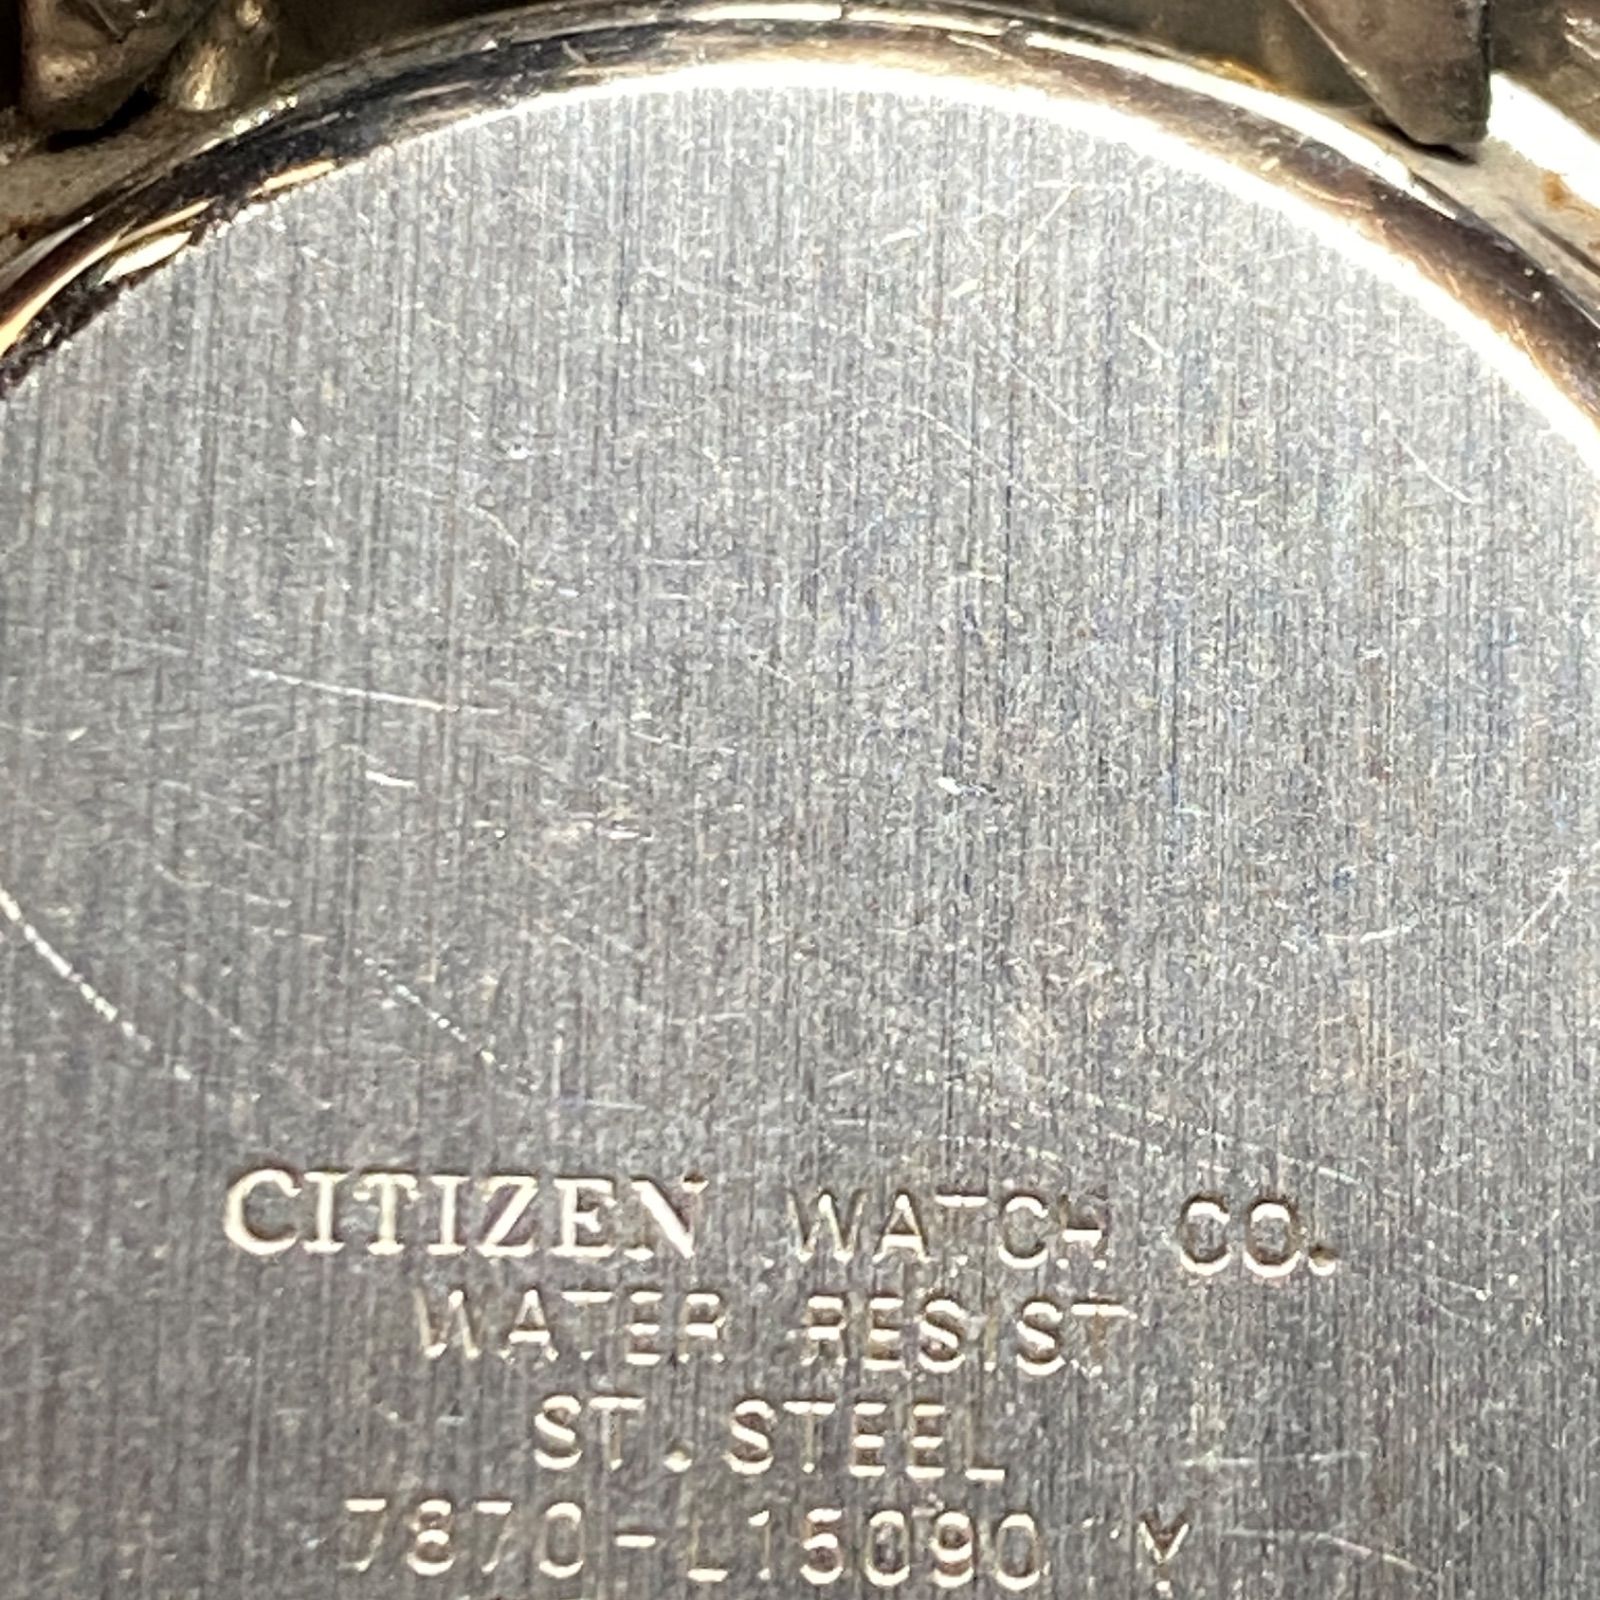 CITIZEN WATCH CO.
WATER RESIST
ST.STEEL
7870-L15090 Y